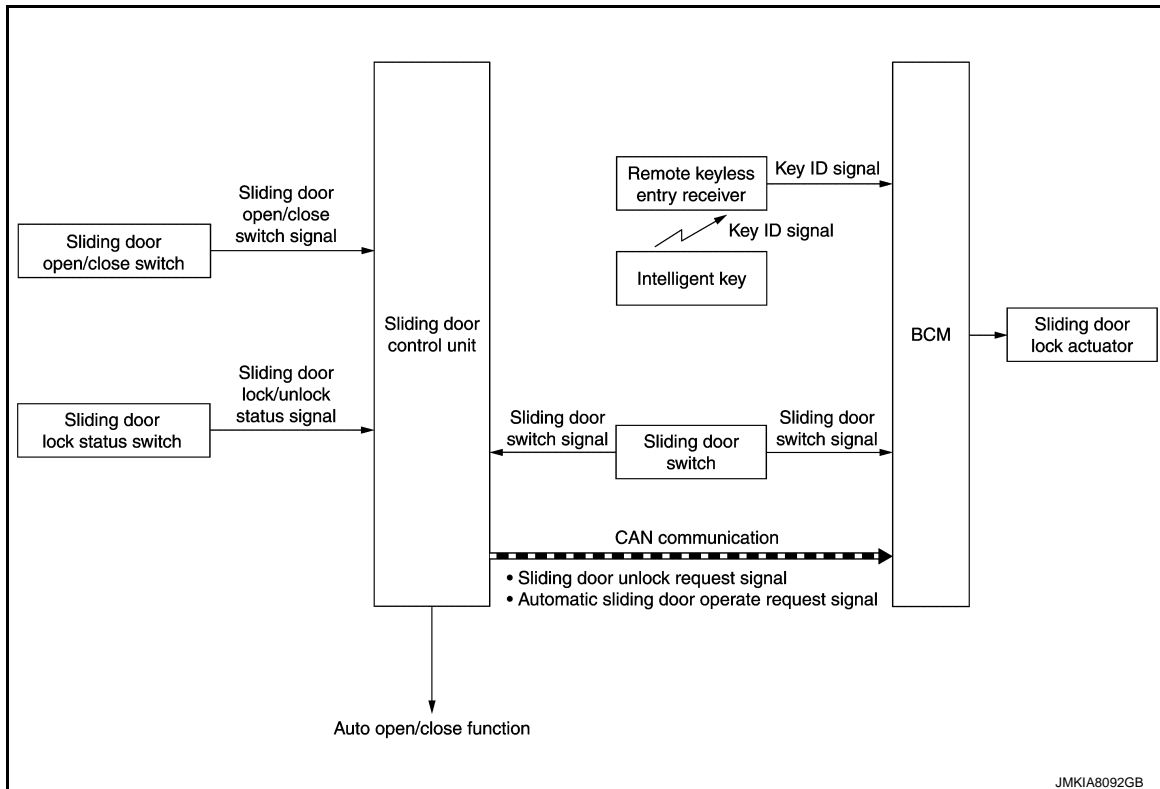 Sliding door
open/close
switch signal
Sliding door
open/close switch
Sliding door
lock/unlock
status signal
Sliding door
lock status switch
Sliding door
control unit
Remote keyless
entry receiver
Key ID signal
Key ID signal
Intelligent key
BCM
Sliding door
lock actuator
Sliding door
switch signal
Sliding door
switch
Sliding door
switch signal
CAN communication
• Sliding door unlock request signal
• Automatic sliding door operate request signal
Auto open/close function
JMKIA8092GB